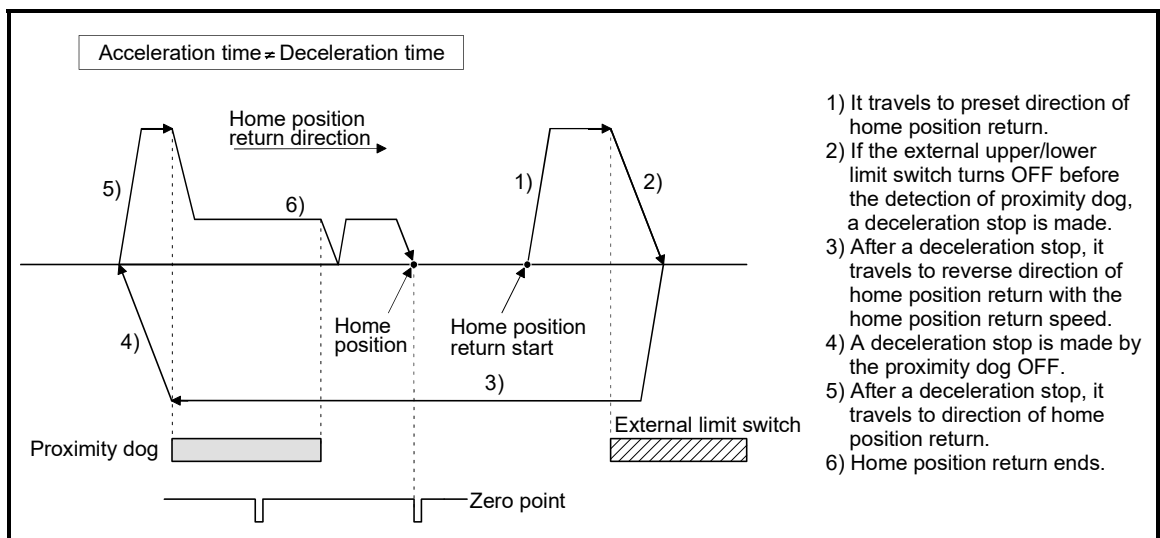 Acceleration time ≠ Deceleration time
Home position
return direction
5)
6)
1)
2)
Home
position
Home position
return start
4)
3)
Proximity dog
External limit switch
Zero point
1) It travels to preset direction of
home position return.
2) If the external upper/lower
limit switch turns OFF before
the detection of proximity dog,
a deceleration stop is made.
3) After a deceleration stop, it
travels to reverse direction of
home position return with the
home position return speed.
4) A deceleration stop is made by
the proximity dog OFF.
5) After a deceleration stop, it
travels to direction of home
position return.
6) Home position return ends.